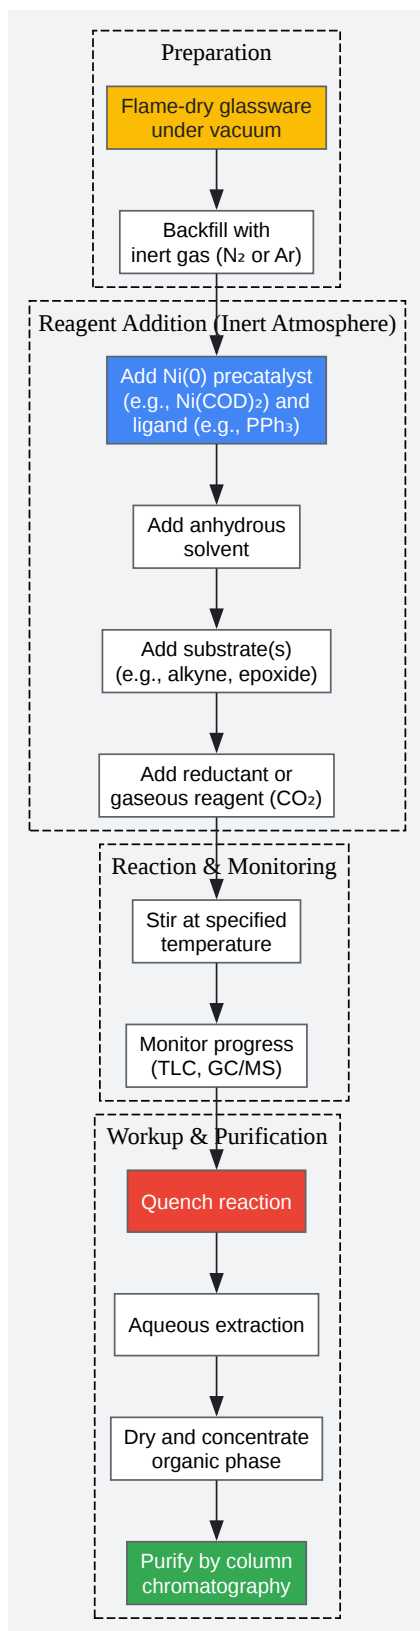 Preparation
Flame-dry glassware
under vacuum
Backfill with
inert gas (N₂ or Ar)
Reagent Addition (Inert Atmosphere)
Add Ni(0) precatalyst
(e.g., Ni(COD)₂) and
ligand (e.g., PPh₃)
Add anhydrous
solvent
Add substrate(s)
(e.g., alkyne, epoxide)
Add reductant or
gaseous reagent (CO₂)
Reaction & Monitoring
Stir at specified
temperature
Monitor progress
(TLC, GC/MS)
Workup & Purification
Quench reaction
Aqueous extraction
Dry and concentrate
organic phase
Purify by column
chromatography